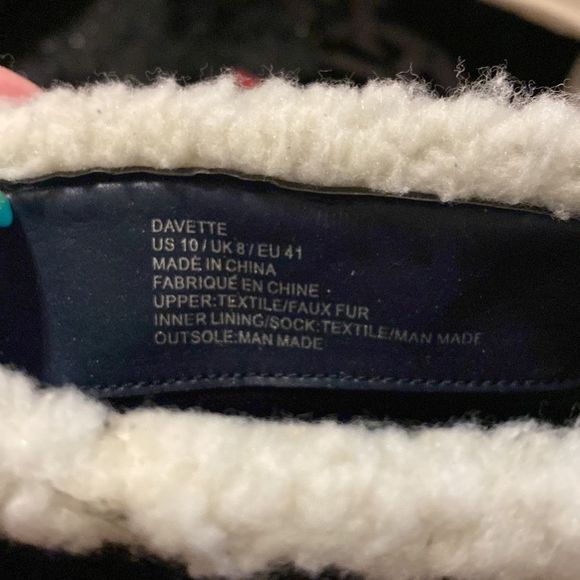 DAVETTE
US 10 / UK 8 / EU 41
MADE IN CHINA
FABRIQUÉ EN CHINE
UPPER:TEXTILE/FAUX FUR
INNER LINING/SOCK:TEXTILE/MAN MADE
OUTSOLE:MAN MADE